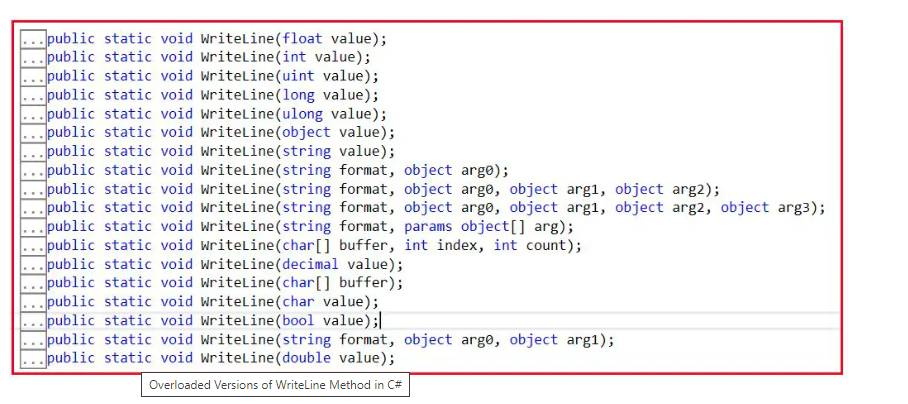 ...public static void WriteLine(float value);
...public static void WriteLine(int value);
...public static void WriteLine(uint value);
...public static void WriteLine(long value);
...public static void WriteLine(ulong value);
...public static void WriteLine(object value);
...public static void WriteLine(string value);
...public static void WriteLine(string format, object arg0);
...public static void WriteLine(string format, object arg0, object arg1, object arg2);
...public static void WriteLine(string format, object arg0, object arg1, object arg2, object arg3);
...public static void WriteLine(string format, params object[] arg);
...public static void WriteLine(char[] buffer, int index, int count);
...public static void WriteLine(decimal value);
...public static void WriteLine(char[] buffer);
...public static void WriteLine(char value);
...public static void WriteLine(bool value);
...public static void WriteLine(string format, object arg0, object arg1);
...public static void WriteLine(double value);
Overloaded Versions of WriteLine Method in C#